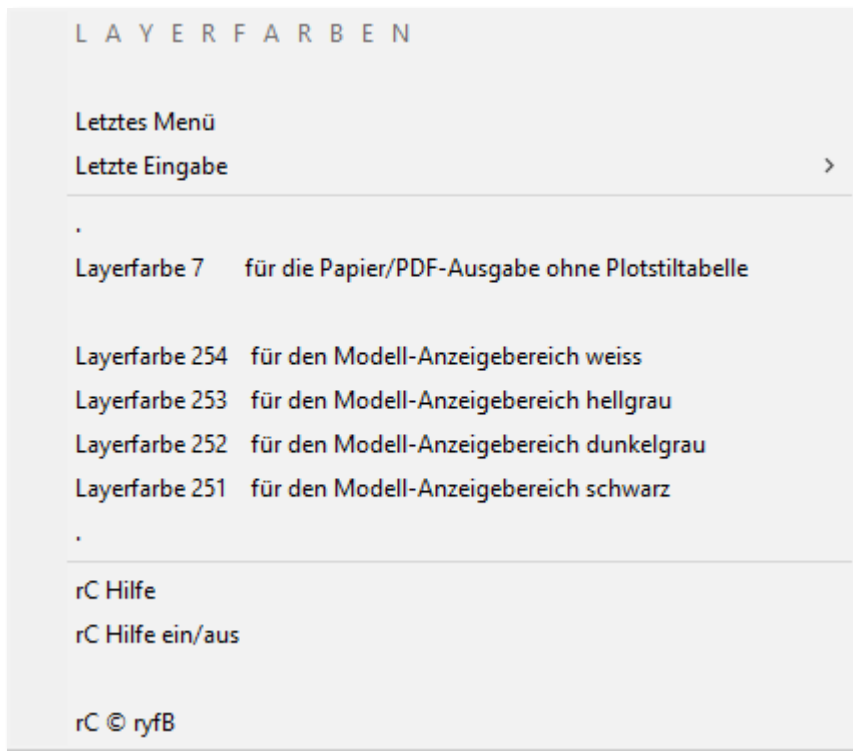 L A Y E R F A R B E N
Letztes Menü
Letzte Eingabe >
.
Layerfarbe 7 für die Papier/PDF-Ausgabe ohne Plotstiltabelle
Layerfarbe 254 für den Modell-Anzeigebereich weiss
Layerfarbe 253 für den Modell-Anzeigebereich hellgrau
Layerfarbe 252 für den Modell-Anzeigebereich dunkelgrau
Layerfarbe 251 für den Modell-Anzeigebereich schwarz
.
rC Hilfe
rC Hilfe ein/aus
rC © ryfB